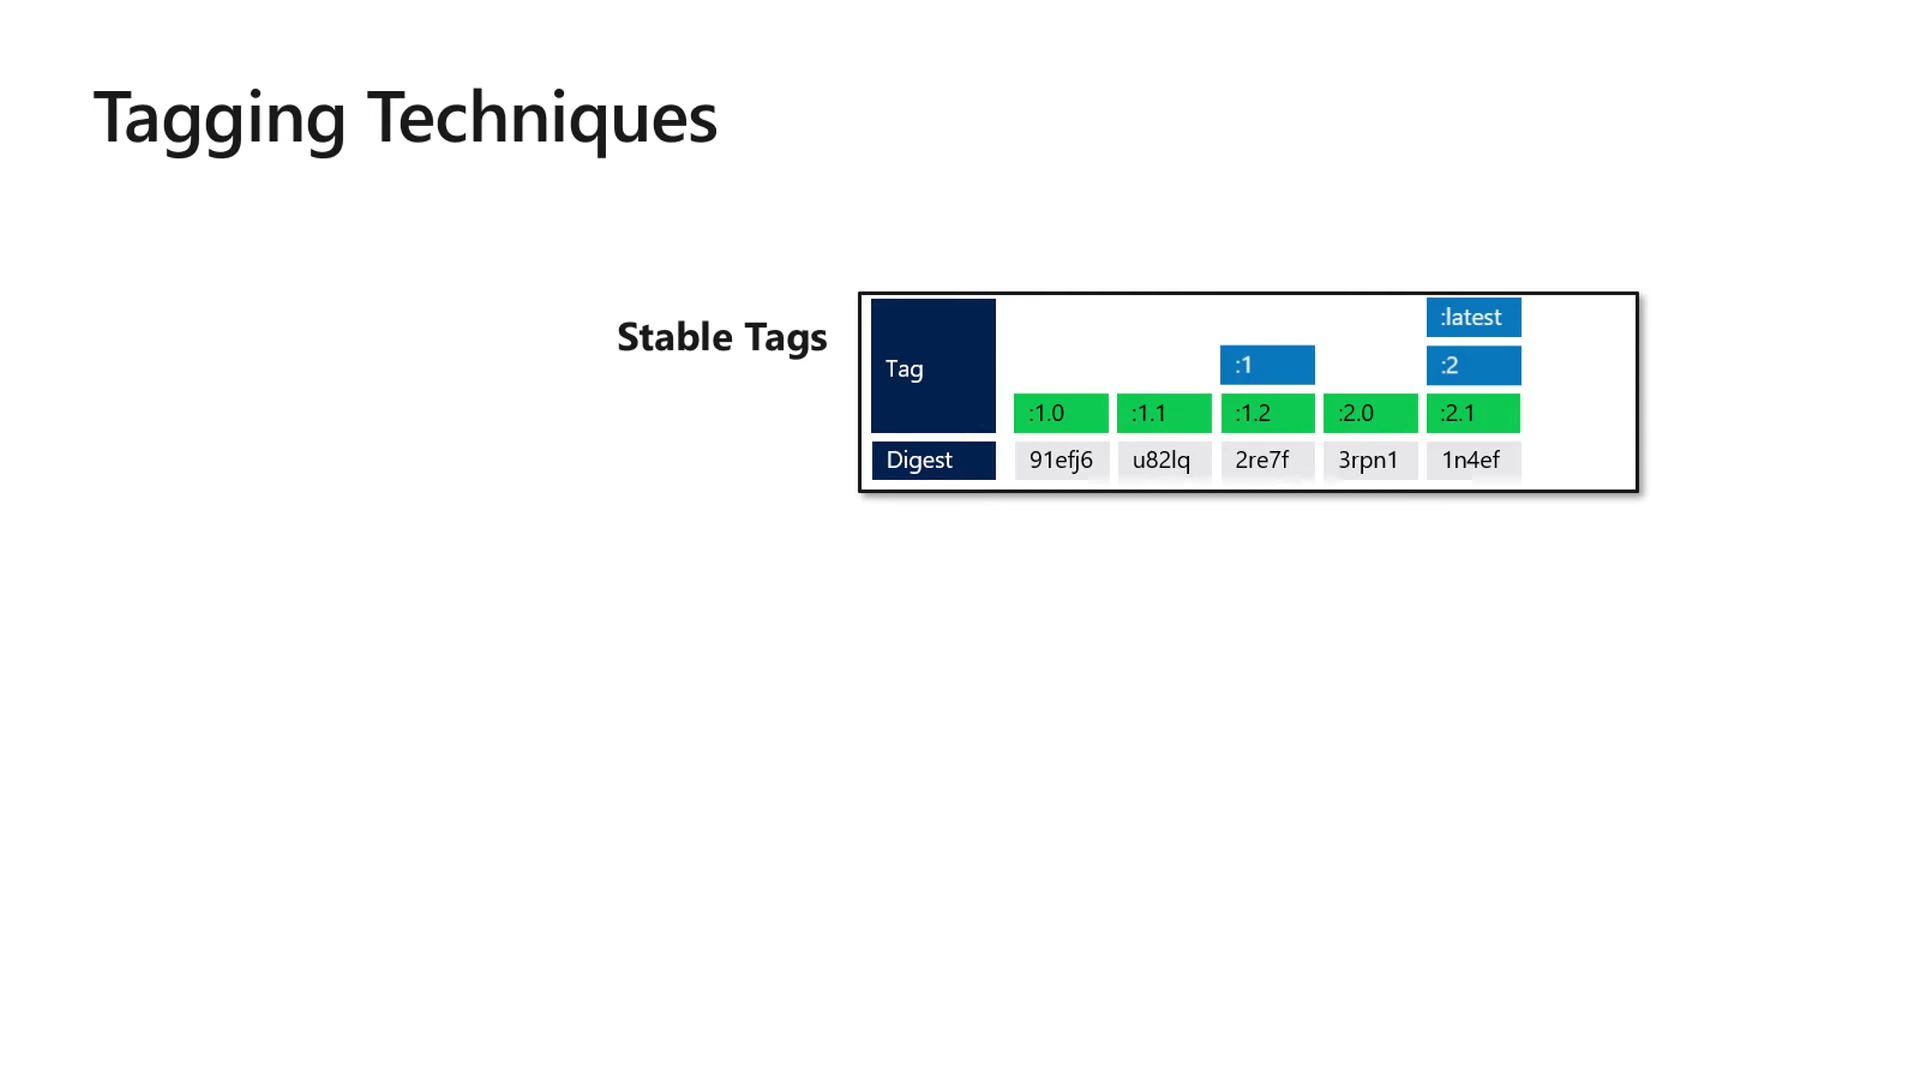 Tagging Techniques
Stable Tags
:latest
Tag :1 :2
:1.0 :1.1 :1.2 :2.0 :2.1
Digest 91efj6 u82lq 2re7f 3rpn1 1n4ef